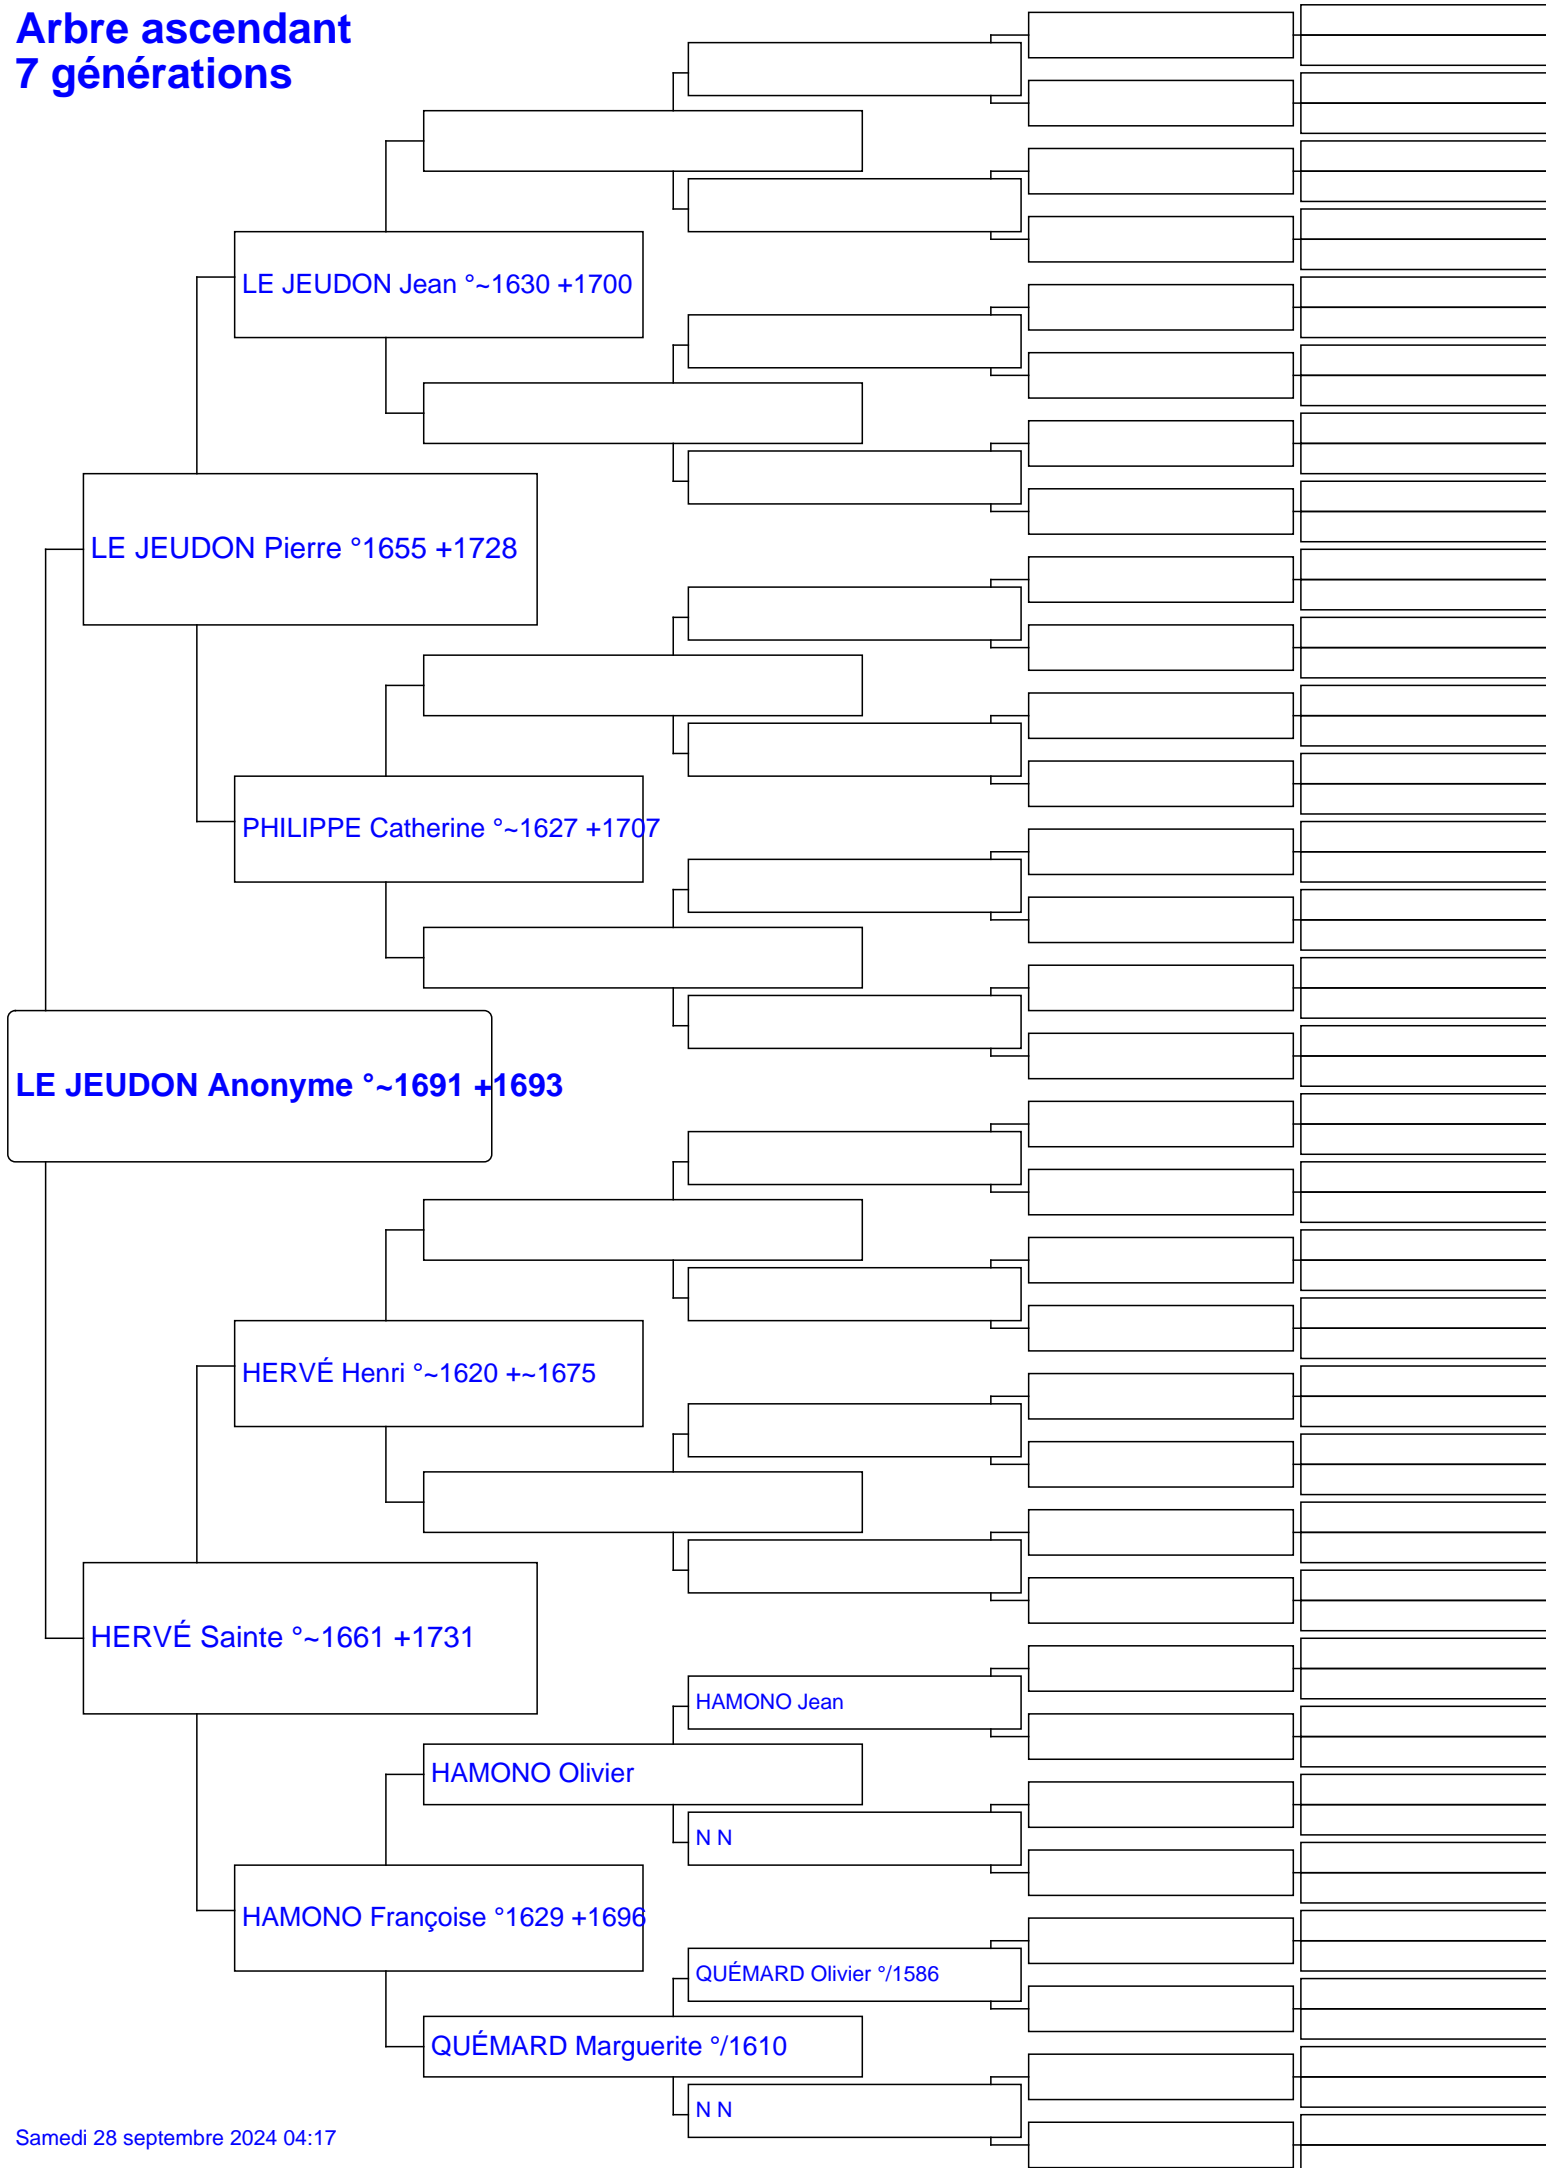 Arbre ascendant
7 générations
LE JEUDON Jean °~1630 +1700
LE JEUDON Pierre °1655 +1728
PHILIPPE Catherine °~1627 +1707
LE JEUDON Anonyme °~1691 +1693
HERVÉ Henri °~1620 +~1675
HERVÉ Sainte °~1661 +1731
HAMONO Jean
HAMONO Olivier
N N
HAMONO Françoise °1629 +1696
QUÉMARD Olivier °/1586
QUÉMARD Marguerite °/1610
N N
Samedi 28 septembre 2024 04:17